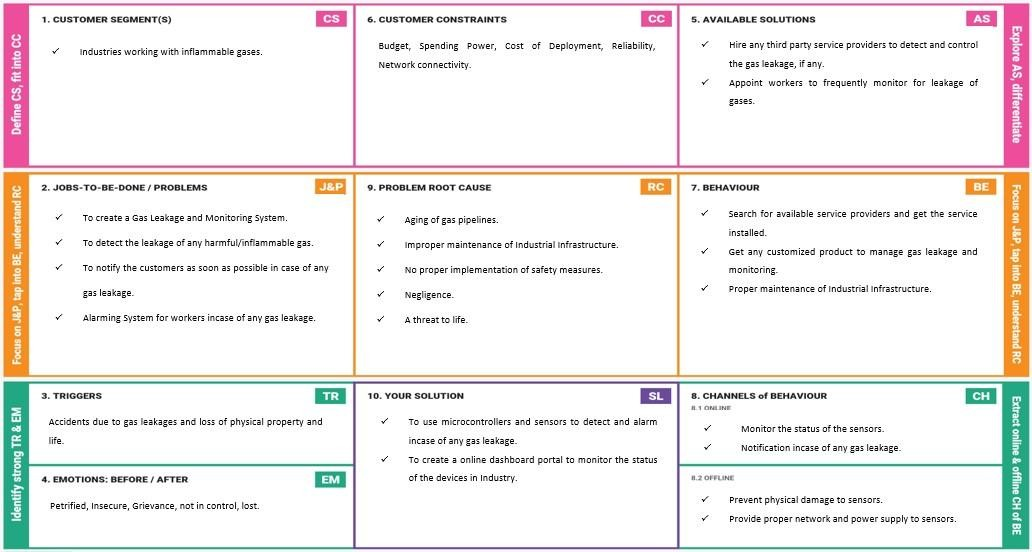 Define CS, fit into CC
1. CUSTOMER SEGMENT(S)
CS
✓ Industries working with inflammable gases.
6. CUSTOMER CONSTRAINTS
CC
Budget, Spending Power, Cost of Deployment, Reliability,
Network connectivity.
5. AVAILABLE SOLUTIONS
AS
✓ Hire any third party service providers to detect and control
the gas leakage, if any.
✓ Appoint workers to frequently monitor for leakage of
gases.
Explore AS, differentiate
Focus on J&P, tap into BE, understand RC
2. JOBS-TO-BE-DONE / PROBLEMS
J&P
✓ To create a Gas Leakage and Monitoring System.
✓ To detect the leakage of any harmful/inflammable gas.
✓ To notify the customers as soon as possible in case of any
gas leakage.
✓ Alarming System for workers incase of any gas leakage.
9. PROBLEM ROOT CAUSE
RC
✓ Aging of gas pipelines.
✓ Improper maintenance of Industrial Infrastructure.
✓ No proper implementation of safety measures.
✓ Negligence.
✓ A threat to life.
7. BEHAVIOUR
BE
✓ Search for available service providers and get the service
installed.
✓ Get any customized product to manage gas leakage and
monitoring.
✓ Proper maintenance of Industrial Infrastructure.
Focus on J&P, tap into BE, understand RC
Identify strong TR & EM
3. TRIGGERS
TR
Accidents due to gas leakages and loss of physical property and
life.
4. EMOTIONS: BEFORE / AFTER
EM
Petrified, Insecure, Grievance, not in control, lost.
10. YOUR SOLUTION
SL
✓ To use microcontrollers and sensors to detect and alarm
incase of any gas leakage.
✓ To create a online dashboard portal to monitor the status
of the devices in Industry.
8. CHANNELS of BEHAVIOUR
CH
8.1 ONLINE
✓ Monitor the status of the sensors.
✓ Notification incase of any gas leakage.
8.2 OFFLINE
✓ Prevent physical damage to sensors.
✓ Provide proper network and power supply to sensors.
Extract online & offline CH of BE